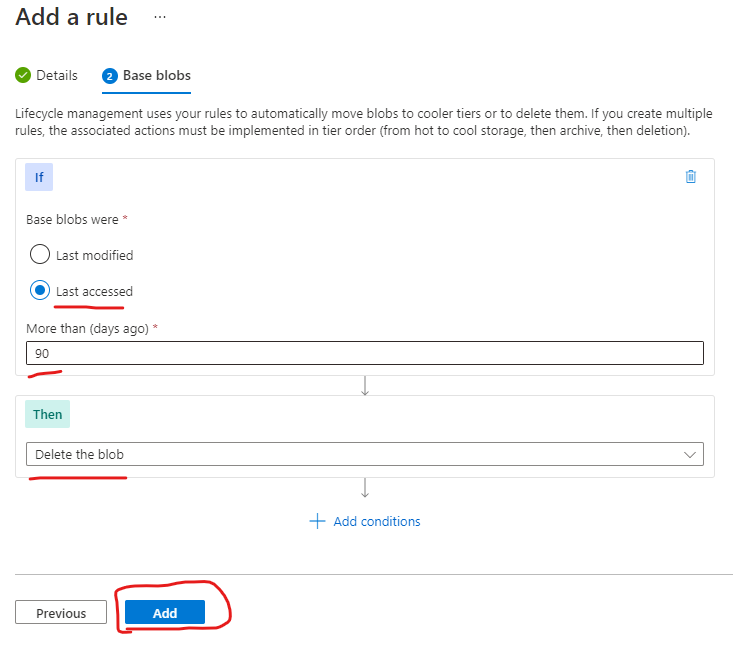 Add a rule ...
Details 2 Base blobs
Lifecycle management uses your rules to automatically move blobs to cooler tiers or to delete them. If you create multiple
rules, the associated actions must be implemented in tier order (from hot to cool storage, then archive, then deletion).
If
Base blobs were *
Last modified
Last accessed
More than (days ago) *
90
Then
Delete the blob
Add conditions
Previous Add